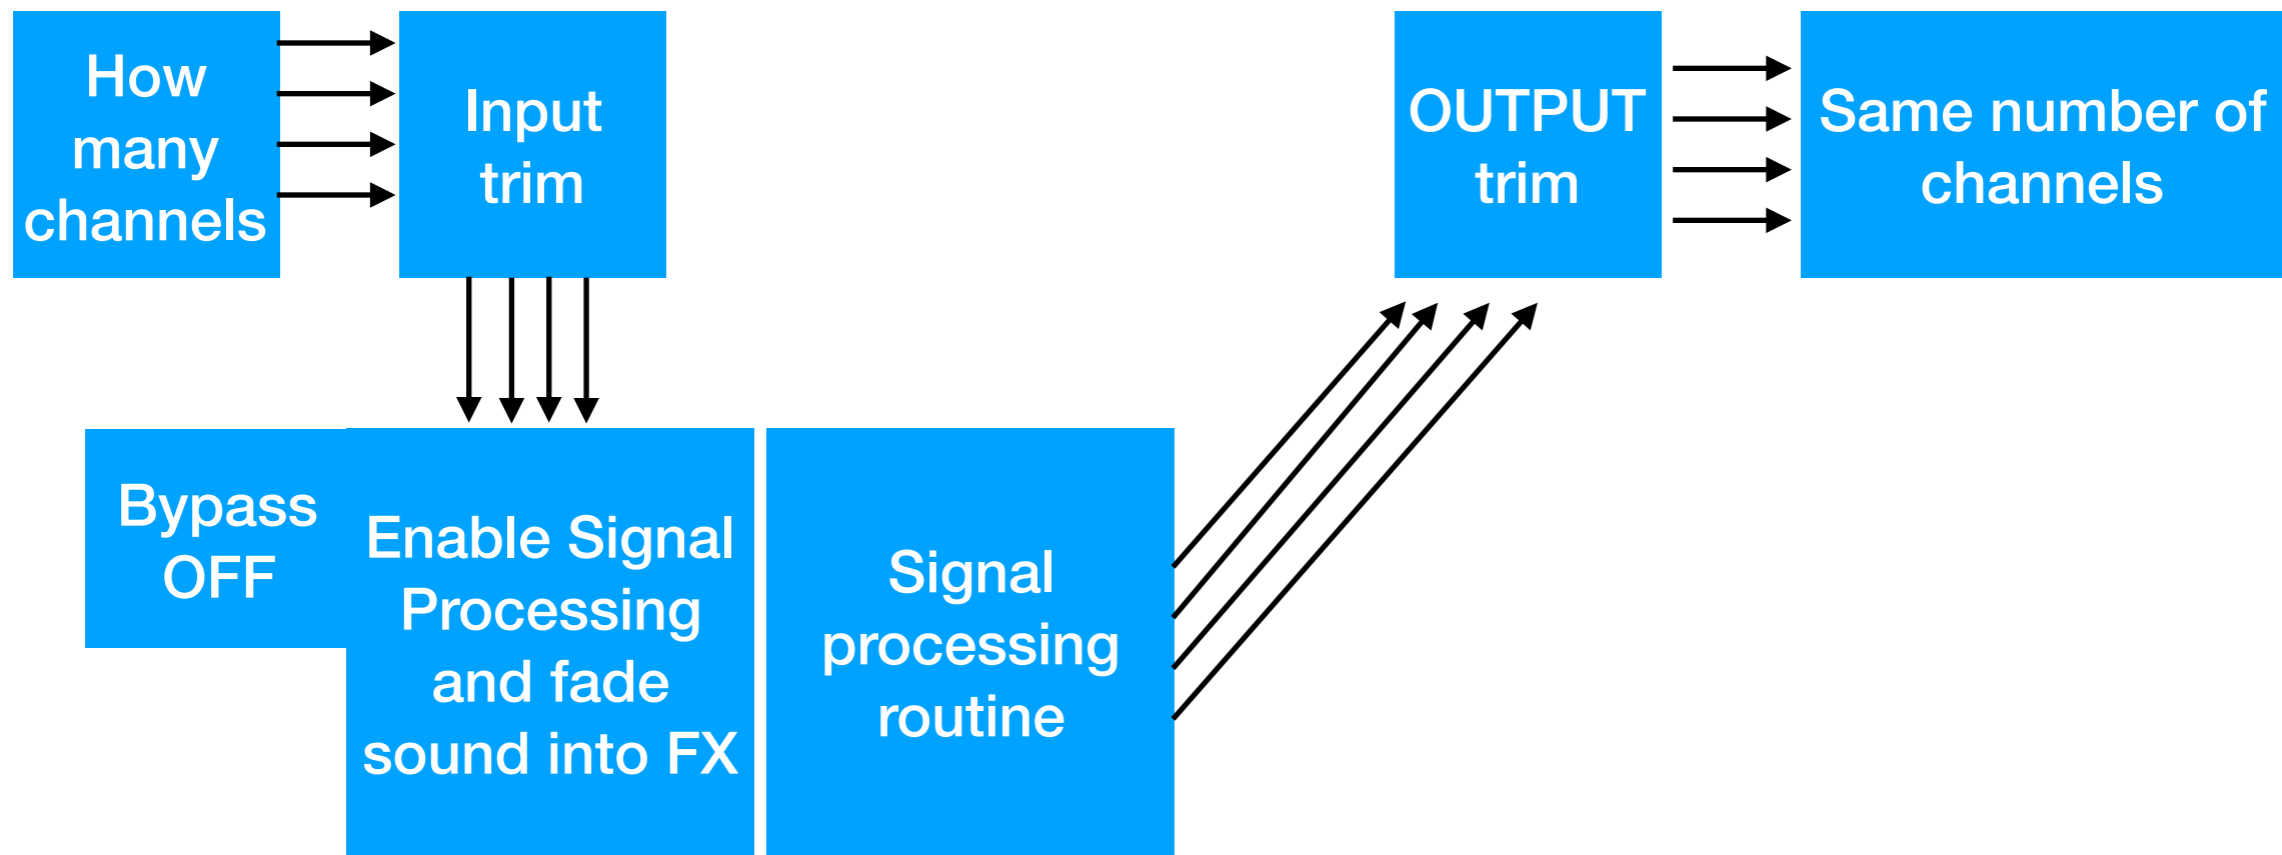 How
many
channels
Input
trim
OUTPUT
trim
Same number of
channels
Bypass
OFF
Enable Signal
Processing
and fade
sound into FX
Signal
processing
routine